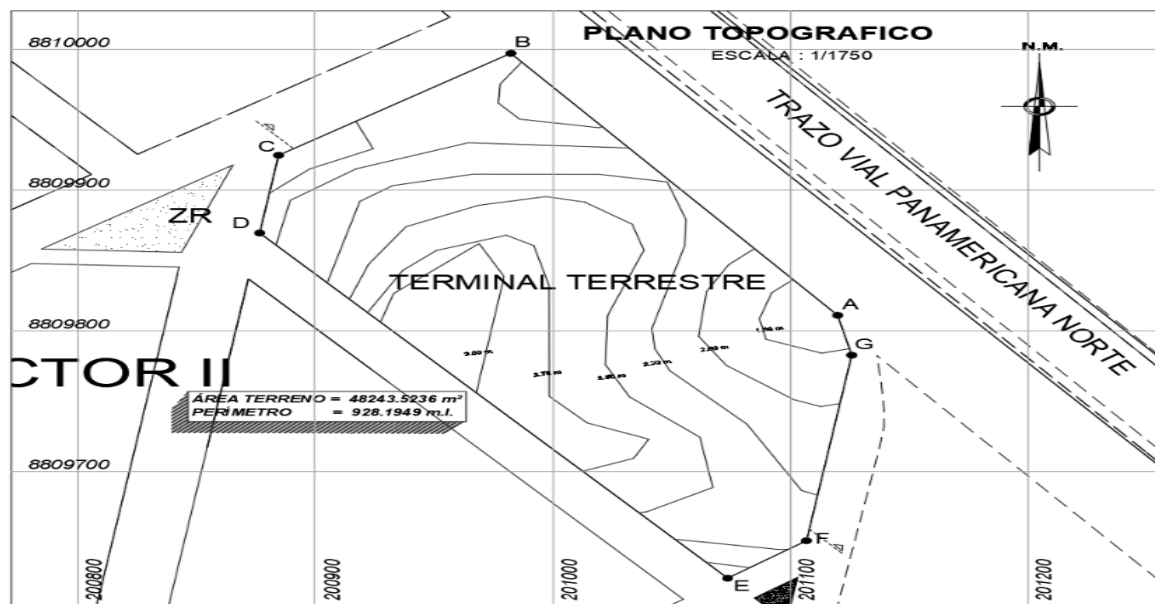 PLANO TOPOGRAFICO
ESCALA : 1/1750
N.M.
8810000
B
TRAZO VIAL PANAMERICANA NORTE
C
8809900
ZR
D
TERMINAL TERRESTRE
A
8809800
G
CTOR II
ÁREA TERRENO = 48243.5236 m²
PERÍMETRO = 928.1949 m.l.
8809700
F
E
200800
200900
201000
201100
201200